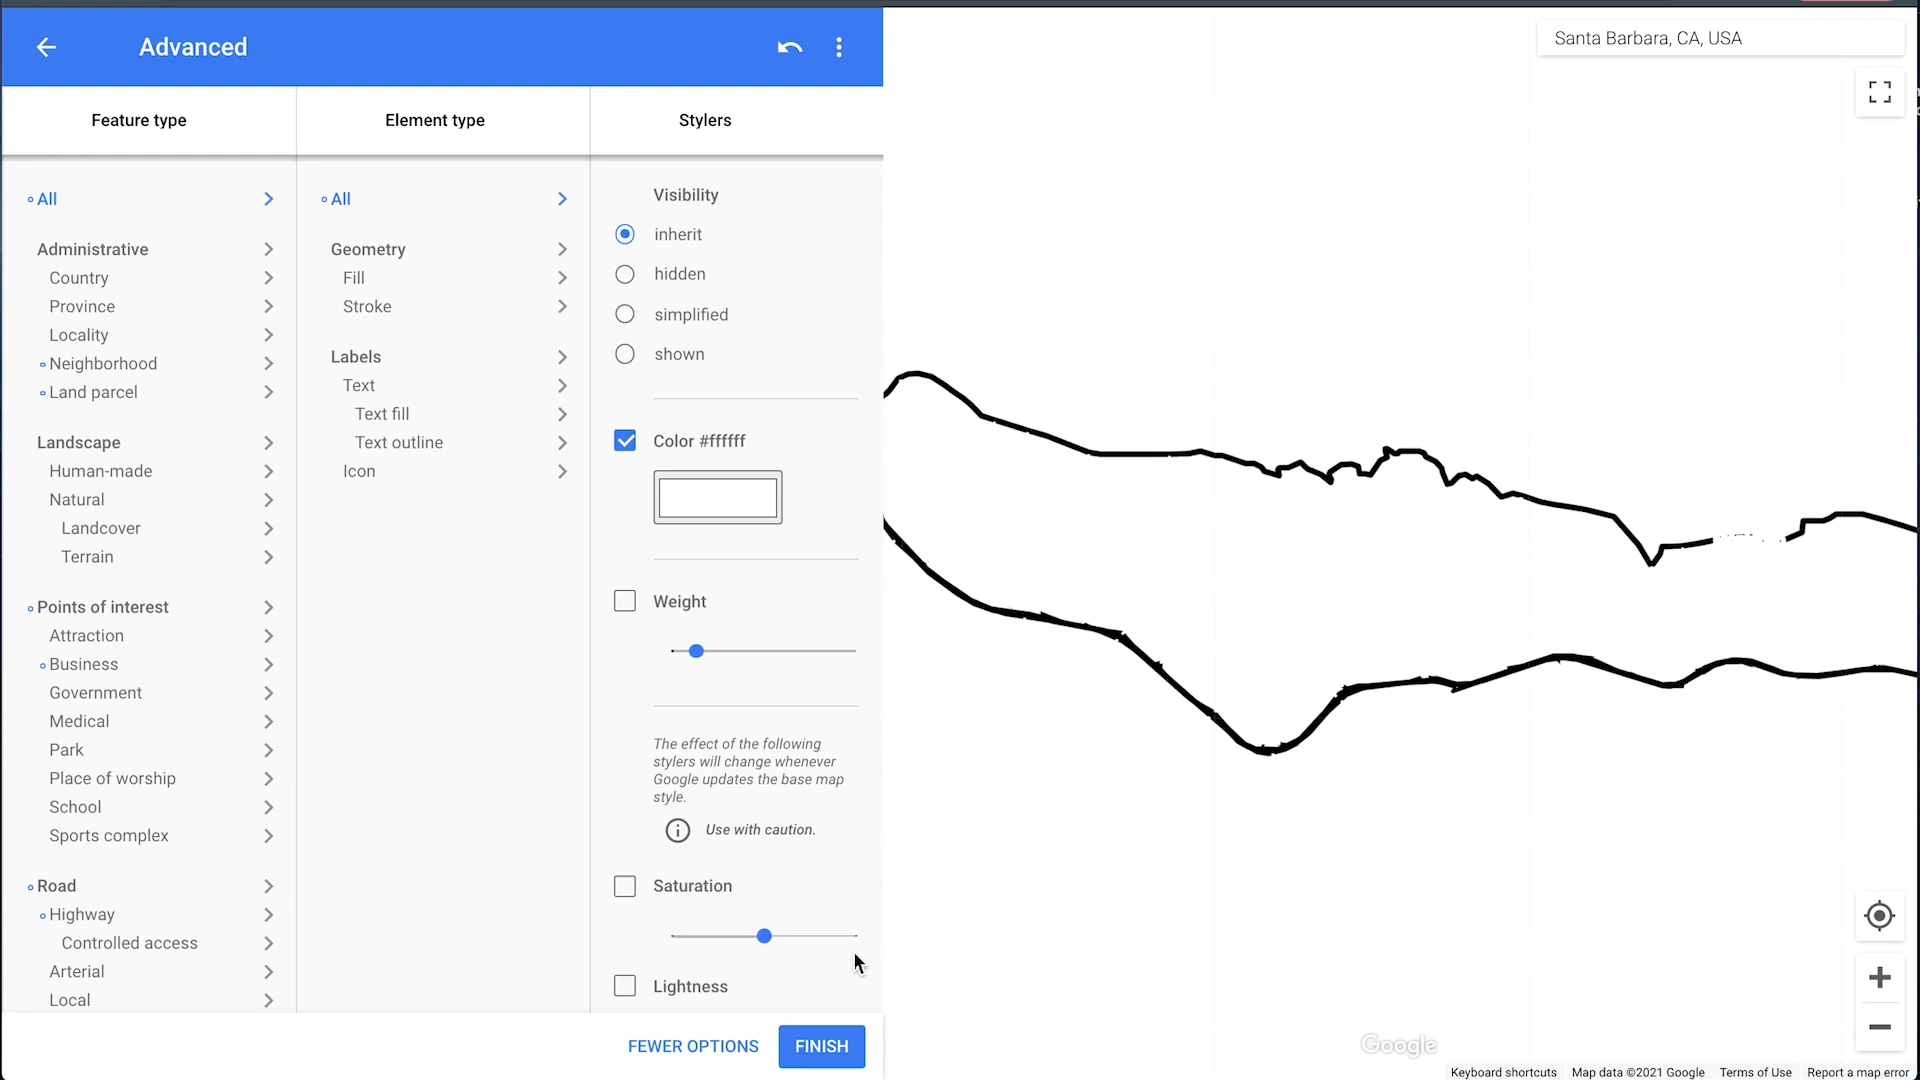 Advanced
Santa Barbara, CA, USA
Feature type
Element type
Stylers
All
Administrative
Country
Province
Locality
Neighborhood
Land parcel
Landscape
Human-made
Natural
Landcover
Terrain
Points of interest
Attraction
Business
Government
Medical
Park
Place of worship
School
Sports complex
Road
Highway
Controlled access
Arterial
Local
All
Geometry
Fill
Stroke
Labels
Text
Text fill
Text outline
Icon
Visibility
inherit
hidden
simplified
shown
Color #ffffff
Weight
The effect of the following
stylers will change whenever
Google updates the base map
style.
Use with caution.
Saturation
Lightness
FEWER OPTIONS
FINISH
Google
Keyboard shortcuts
Map data ©2021 Google
Terms of Use
Report a map error